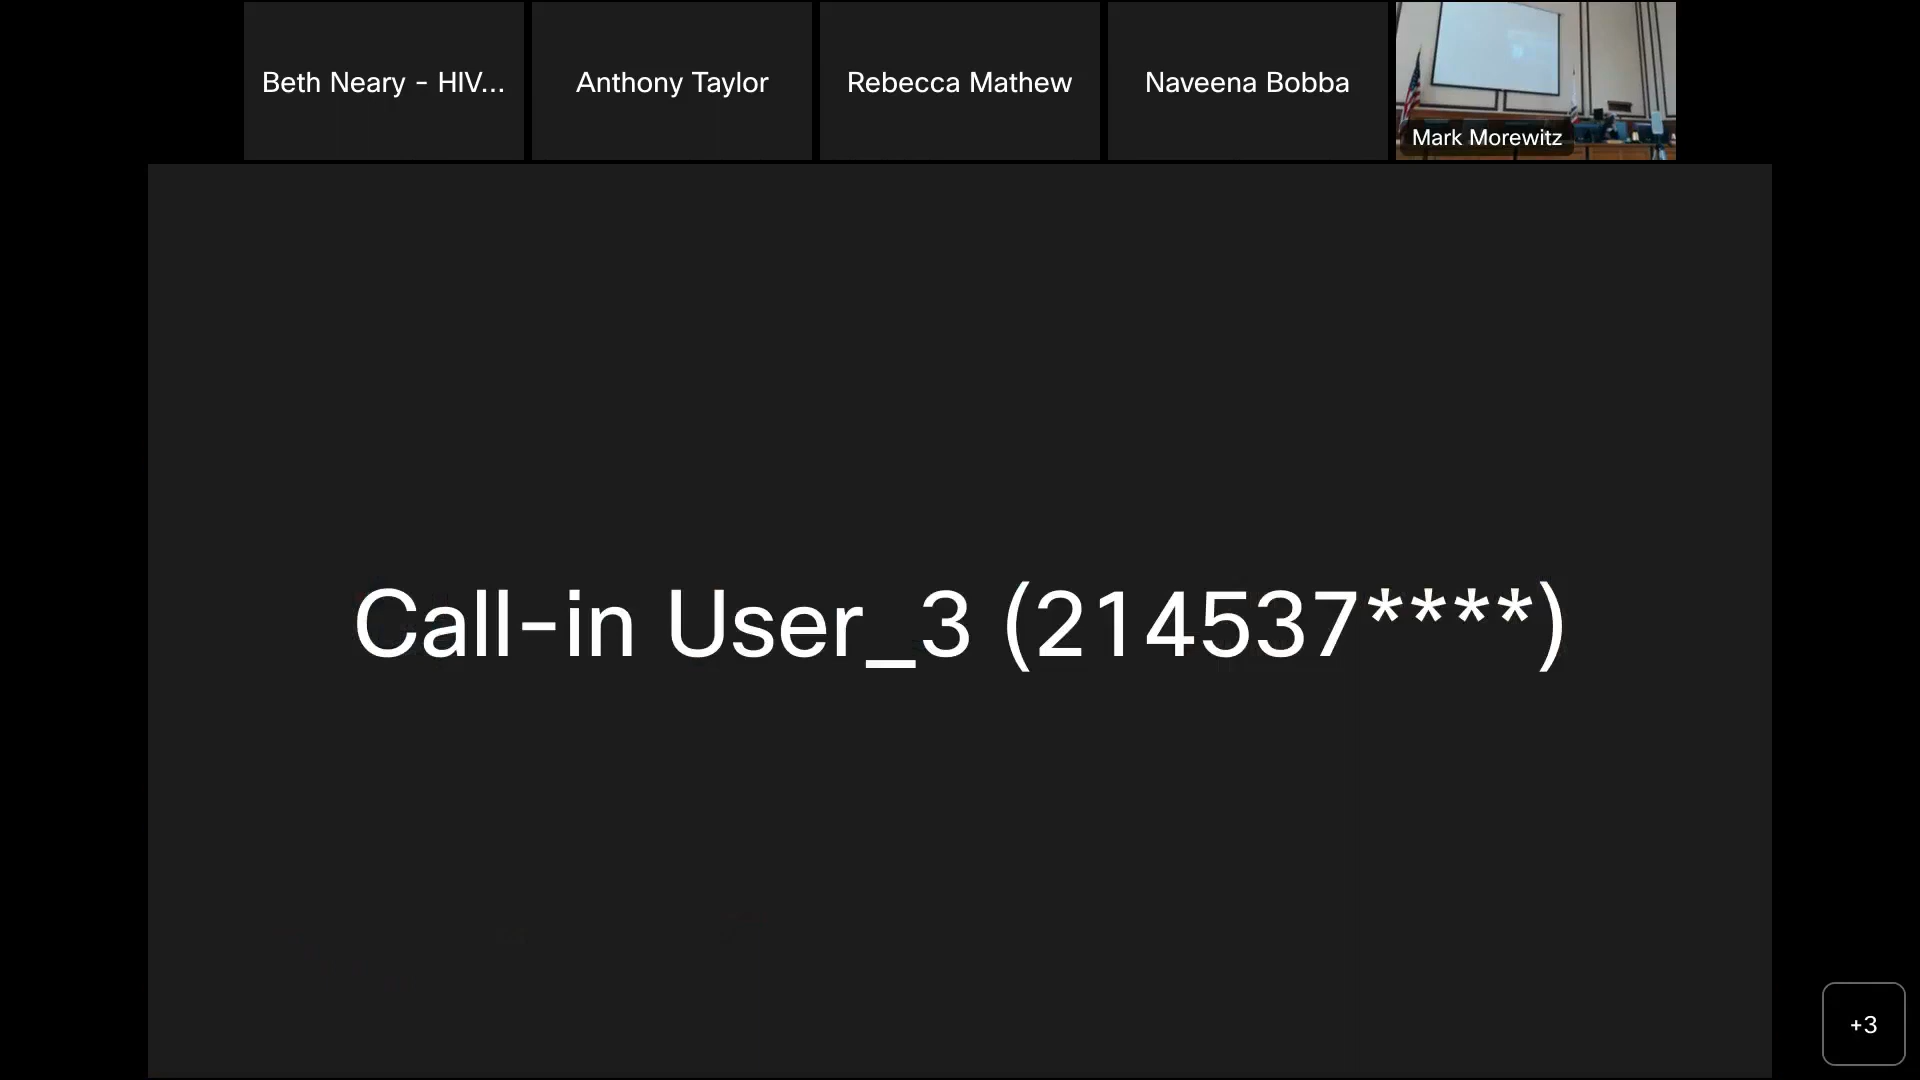 Beth Neary - HIV...
Anthony Taylor
Rebecca Mathew
Naveena Bobba
Mark Morewitz
Call-in User_3 (214537****)
+3